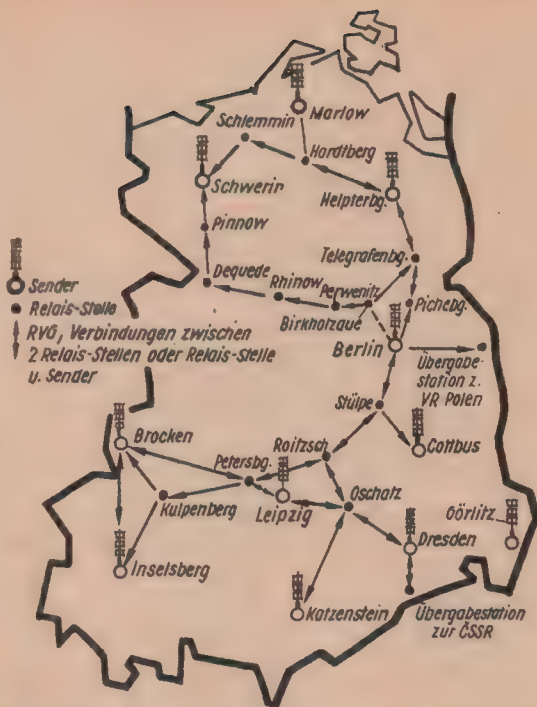 Marlow
Schlemmin
Hardtberg
Schwerin
Helpterbg.
Pinnow
Telegrafenbg.
Dequede
Rhinow
Perwenitz
Pichebg.
Birkholzaue
Berlin
Übergabe-
station z.
VR Polen
Sender
Relais-Stelle
RVG, Verbindungen zwischen
2 Relais-Stellen oder Relais-Stelle
u. Sender
Stülpe
Cottbus
Brocken
Roitzsch
Petersbg.
Oschatz
Görlitz
Kulpenberg
Leipzig
Dresden
Inselsberg
Katzenstein
Übergabestation
zur ČSSR